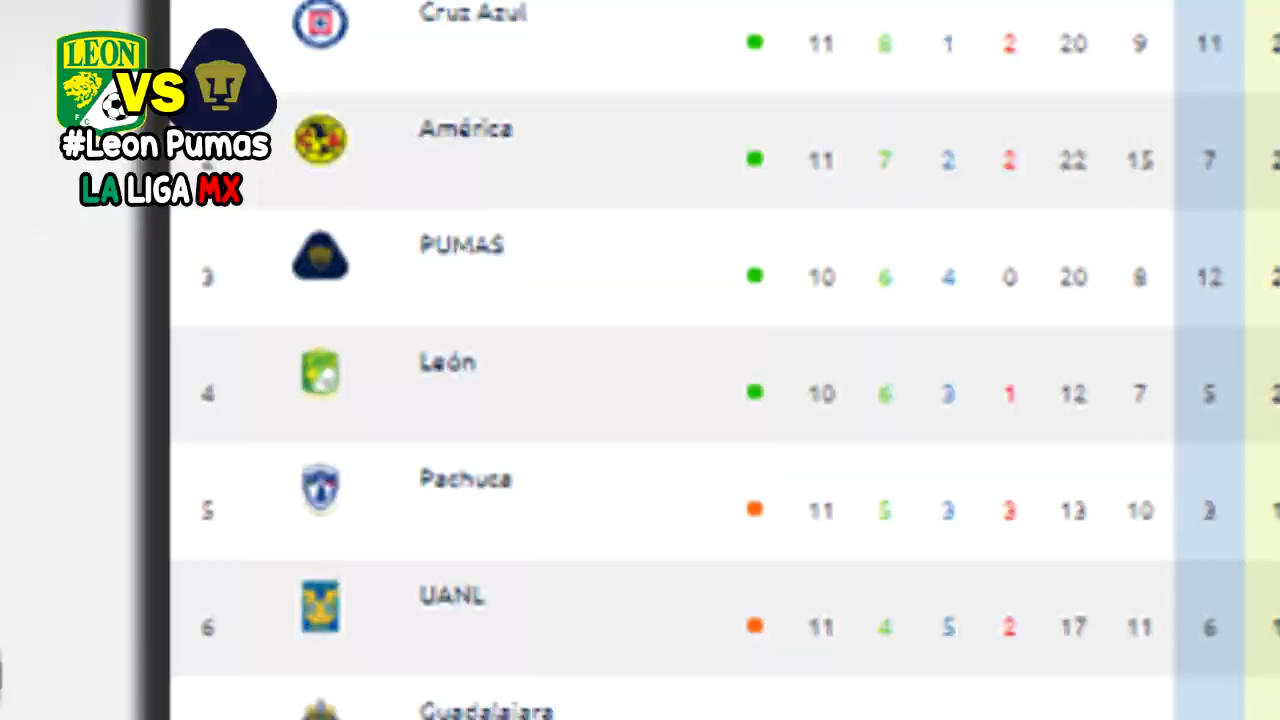 Cruz Azul 11 8 1 2 20 9 11
LEON
VS
#Leon Pumas
LA LIGA MX
América 11 7 2 2 22 15 7
3 PUMAS 10 6 4 0 20 8 12
4 León 10 6 3 1 12 7 5
5 Pachuca 11 5 3 3 13 10 3
6 UANL 11 4 5 2 17 11 6
Guadalajara